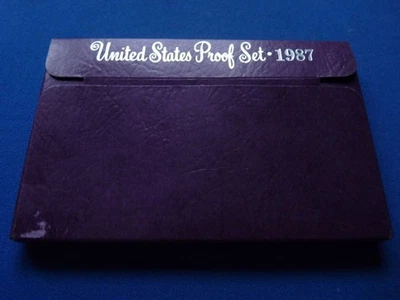 United States Proof Set · 1987